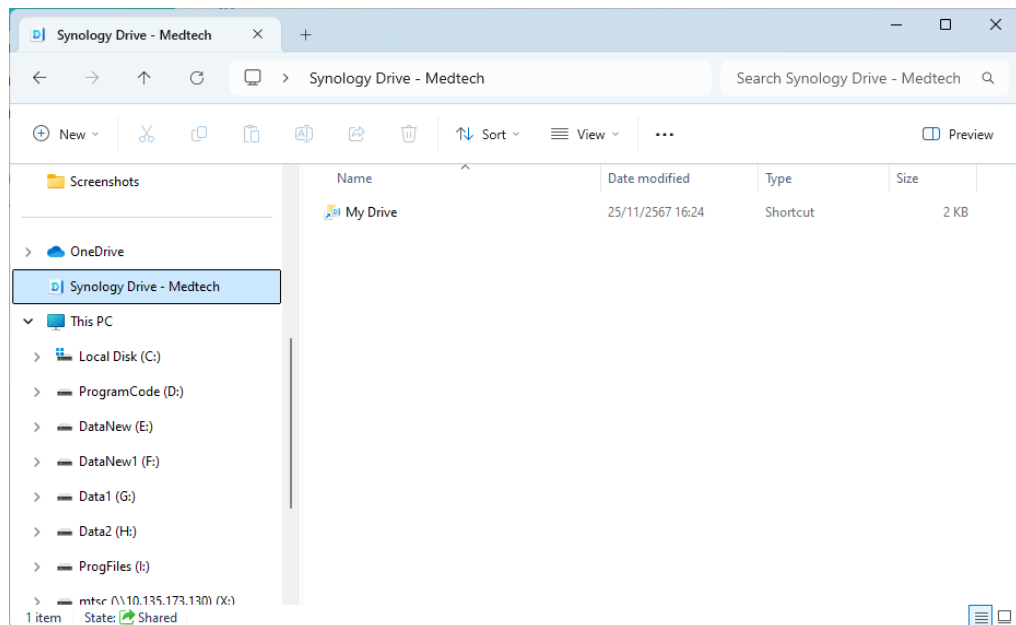 Synology Drive - Medtech
Synology Drive - Medtech
Search Synology Drive - Medtech
New
Sort
View
Preview
Screenshots
OneDrive
Synology Drive - Medtech
This PC
Local Disk (C:)
ProgramCode (D:)
DataNew (E:)
DataNew1 (F:)
Data1 (G:)
Data2 (H:)
ProgFiles (I:)
mtsc (\\10.135.173.130) (X:)
Name Date modified Type Size
My Drive 25/11/2567 16:24 Shortcut 2 KB
1 item State: Shared